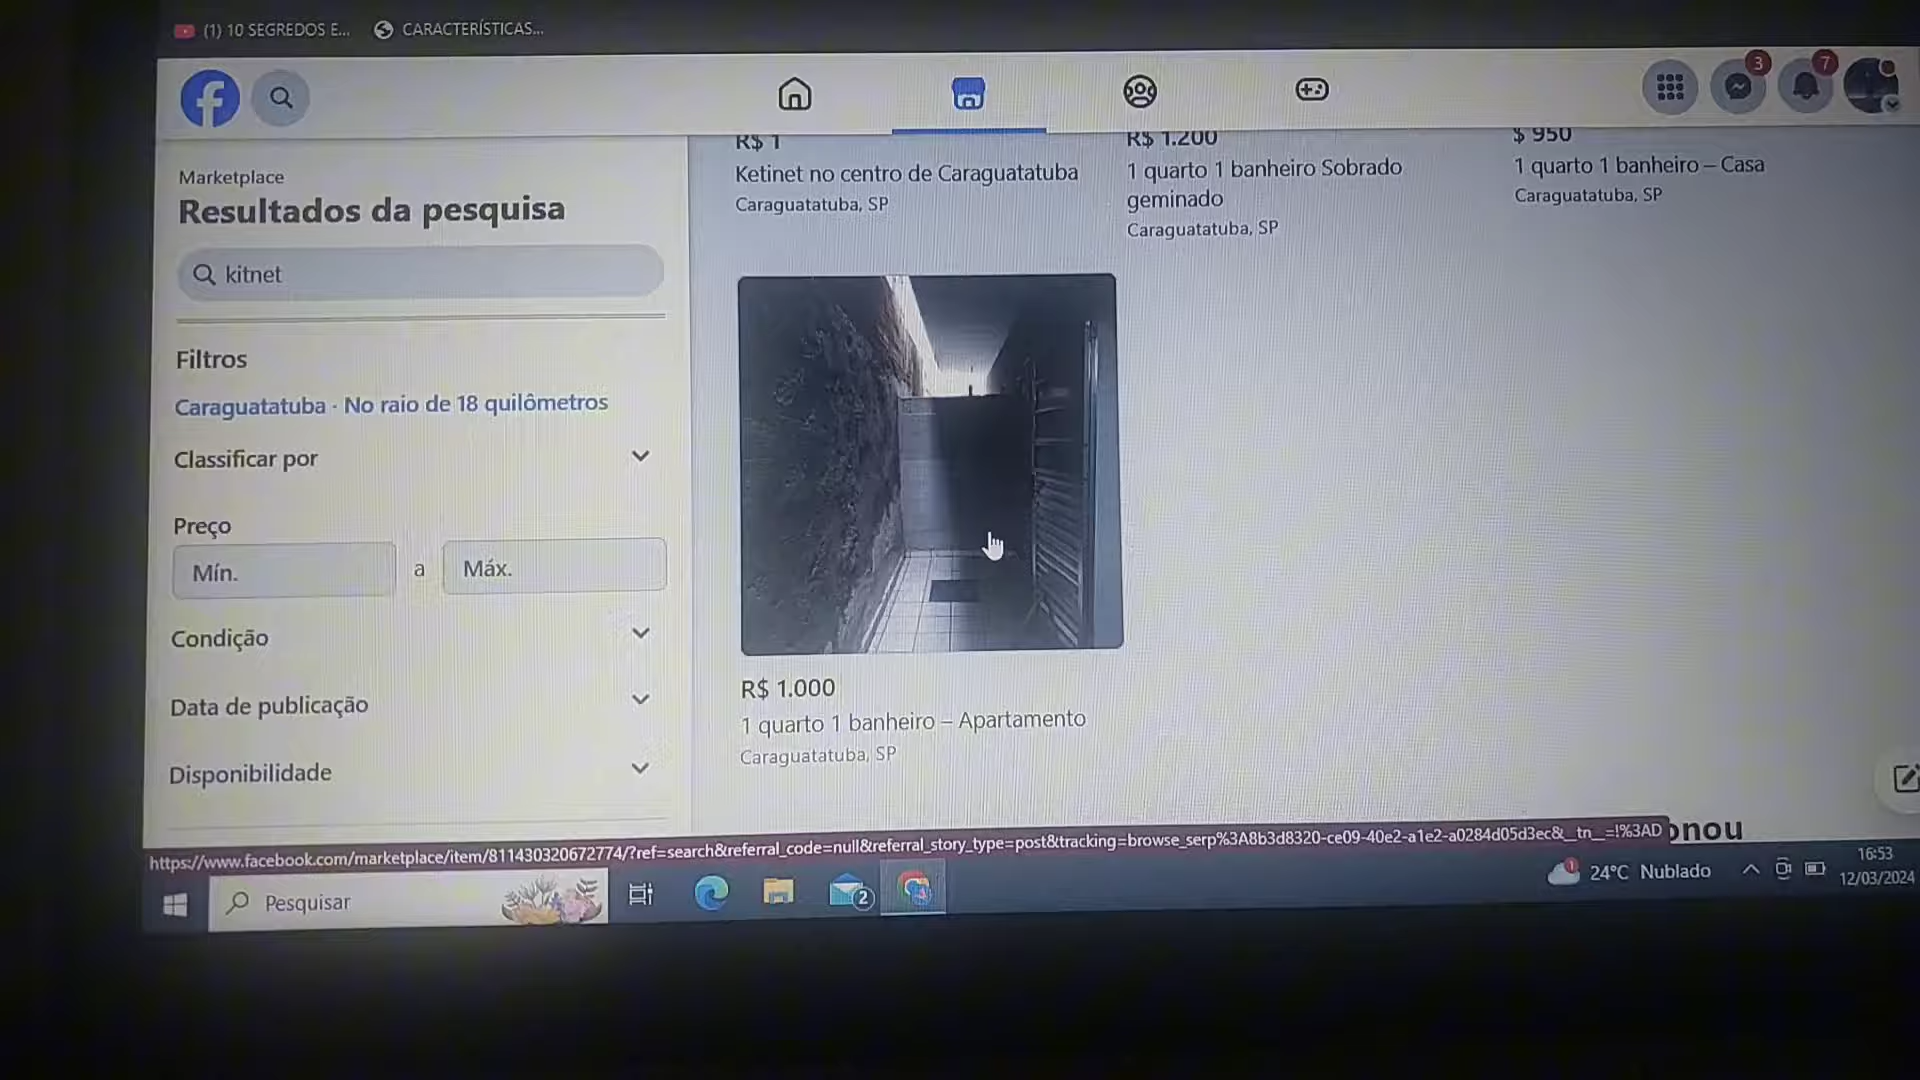 (1) 10 SEGREDOS E...
CARACTERÍSTICAS...
3
7
Marketplace
Resultados da pesquisa
kitnet
Filtros
Caraguatatuba · No raio de 18 quilômetros
Classificar por
Preço
Mín.
a
Máx.
Condição
Data de publicação
Disponibilidade
R$ 1
Ketinet no centro de Caraguatatuba
Caraguatatuba, SP
R$ 1.200
1 quarto 1 banheiro Sobrado
geminado
Caraguatatuba, SP
$ 950
1 quarto 1 banheiro – Casa
Caraguatatuba, SP
R$ 1.000
1 quarto 1 banheiro – Apartamento
Caraguatatuba, SP
https://www.facebook.com/marketplace/item/811430320672774/?ref=search&referral_code=null&referral_story_type=post&tracking=browse_serp%3A8b3d8320-ce09-40e2-a1e2-a0284d05d3ec&__tn__=!%3AD
onou
Pesquisar
2
1
24°C Nublado
16:53
12/03/2024